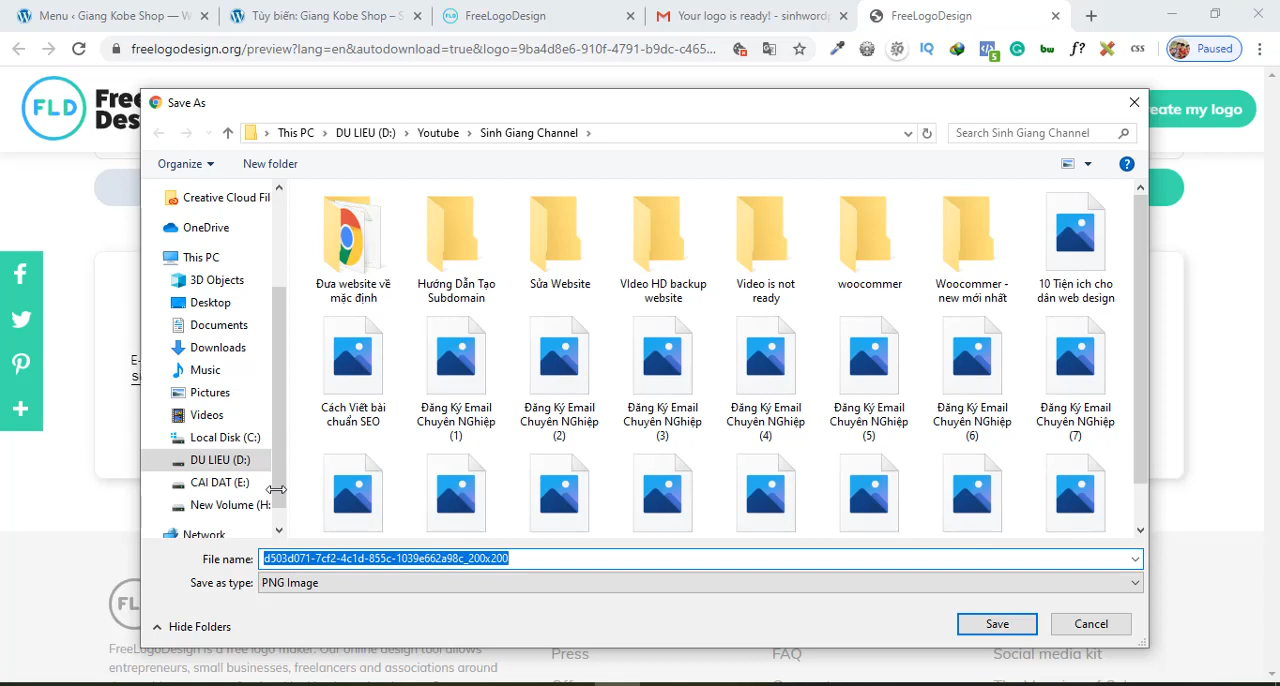 Menu ‹ Giang Kobe Shop — W
Tùy biến: Giang Kobe Shop – S
FreeLogoDesign
Your logo is ready! - sinhwordp
FreeLogoDesign
freelogodesign.org/preview?lang=en&autodownload=true&logo=9ba4d8e6-910f-4791-b9dc-c465...
IQ
5
bw
f?
css
Paused
FLD
Free
Des
eate my logo
Save As
This PC
DU LIEU (D:)
Youtube
Sinh Giang Channel
Search Sinh Giang Channel
Organize
New folder
Creative Cloud Fil
OneDrive
This PC
3D Objects
Desktop
Documents
Downloads
Music
Pictures
Videos
Local Disk (C:)
DU LIEU (D:)
CAI DAT (E:)
New Volume (H:
Network
Đưa website về
mặc định
Hướng Dẫn Tạo
Subdomain
Sửa Website
VIdeo HD backup
website
Video is not
ready
woocommer
Woocommer -
new mới nhất
10 Tiện ich cho
dân web design
Cách Viết bài
chuẩn SEO
Đăng Ký Email
Chuyên NGhiệp
(1)
Đăng Ký Email
Chuyên NGhiệp
(2)
Đăng Ký Email
Chuyên NGhiệp
(3)
Đăng Ký Email
Chuyên NGhiệp
(4)
Đăng Ký Email
Chuyên NGhiệp
(5)
Đăng Ký Email
Chuyên NGhiệp
(6)
Đăng Ký Email
Chuyên NGhiệp
(7)
File name:
d503d071-7cf2-4c1d-855c-1039e662a98c_200x200
Save as type:
PNG Image
Hide Folders
Save
Cancel
E-
FL
FreeLogoDesign is a free logo maker. Our online design tool allows
entrepreneurs, small businesses, freelancers and associations around
Press
FAQ
Social media kit